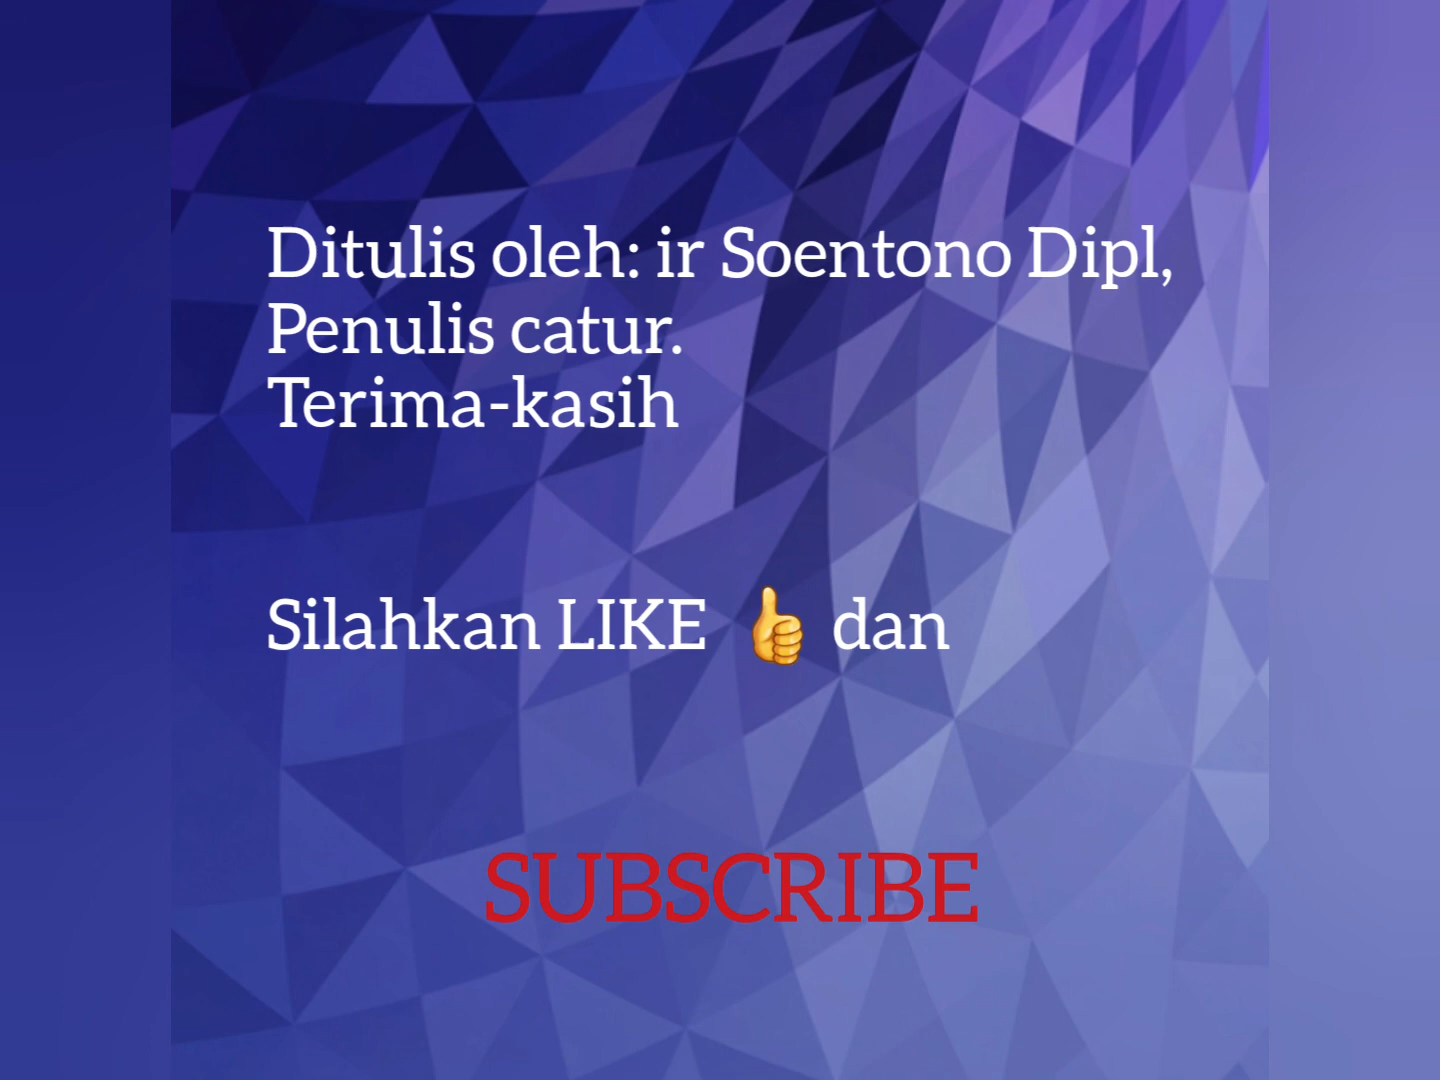 Ditulis oleh: ir Soentono Dipl,
Penulis catur.
Terima-kasih
Silahkan LIKE 👍 dan
SUBSCRIBE